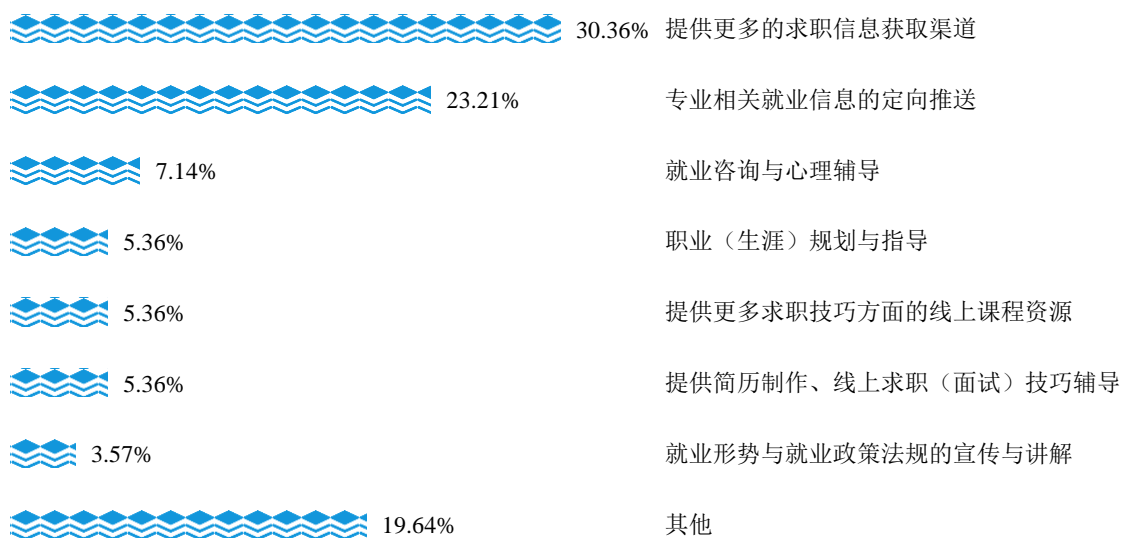 30.36% 提供更多的求职信息获取渠道
23.21% 专业相关就业信息的定向推送
7.14% 就业咨询与心理辅导
5.36% 职业（生涯）规划与指导
5.36% 提供更多求职技巧方面的线上课程资源
5.36% 提供简历制作、线上求职（面试）技巧辅导
3.57% 就业形势与就业政策法规的宣传与讲解
19.64% 其他